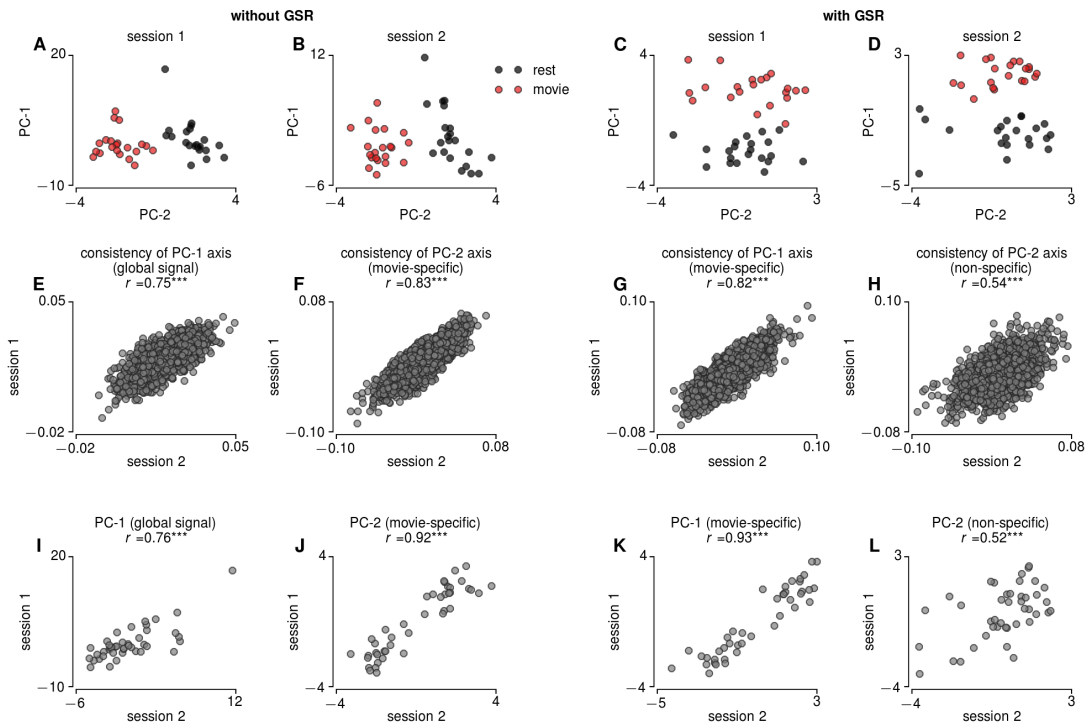 without GSR
with GSR
A
session 1
20
PC-1
−10
−4
4
PC-2
B
session 2
12
PC-1
−6
−4
4
PC-2
rest
movie
C
session 1
4
PC-1
−4
−4
3
PC-2
D
session 2
3
PC-1
−5
−4
3
PC-2
consistency of PC-1 axis
(global signal)
E
r =0.75***
0.05
session 1
−0.02
−0.02
0.05
session 2
consistency of PC-2 axis
(movie-specific)
F
r =0.83***
0.08
session 1
−0.10
−0.10
0.08
session 2
consistency of PC-1 axis
(movie-specific)
G
r =0.82***
0.10
session 1
−0.08
−0.08
0.10
session 2
consistency of PC-2 axis
(non-specific)
H
r =0.54***
0.10
session 1
−0.08
−0.10
0.08
session 2
PC-1 (global signal)
I
r =0.76***
20
session 1
−10
−6
12
session 2
PC-2 (movie-specific)
J
r =0.92***
4
session 1
−4
−4
4
session 2
PC-1 (movie-specific)
K
r =0.93***
4
session 1
−4
−5
3
session 2
PC-2 (non-specific)
L
r =0.52***
3
session 1
−4
−4
3
session 2